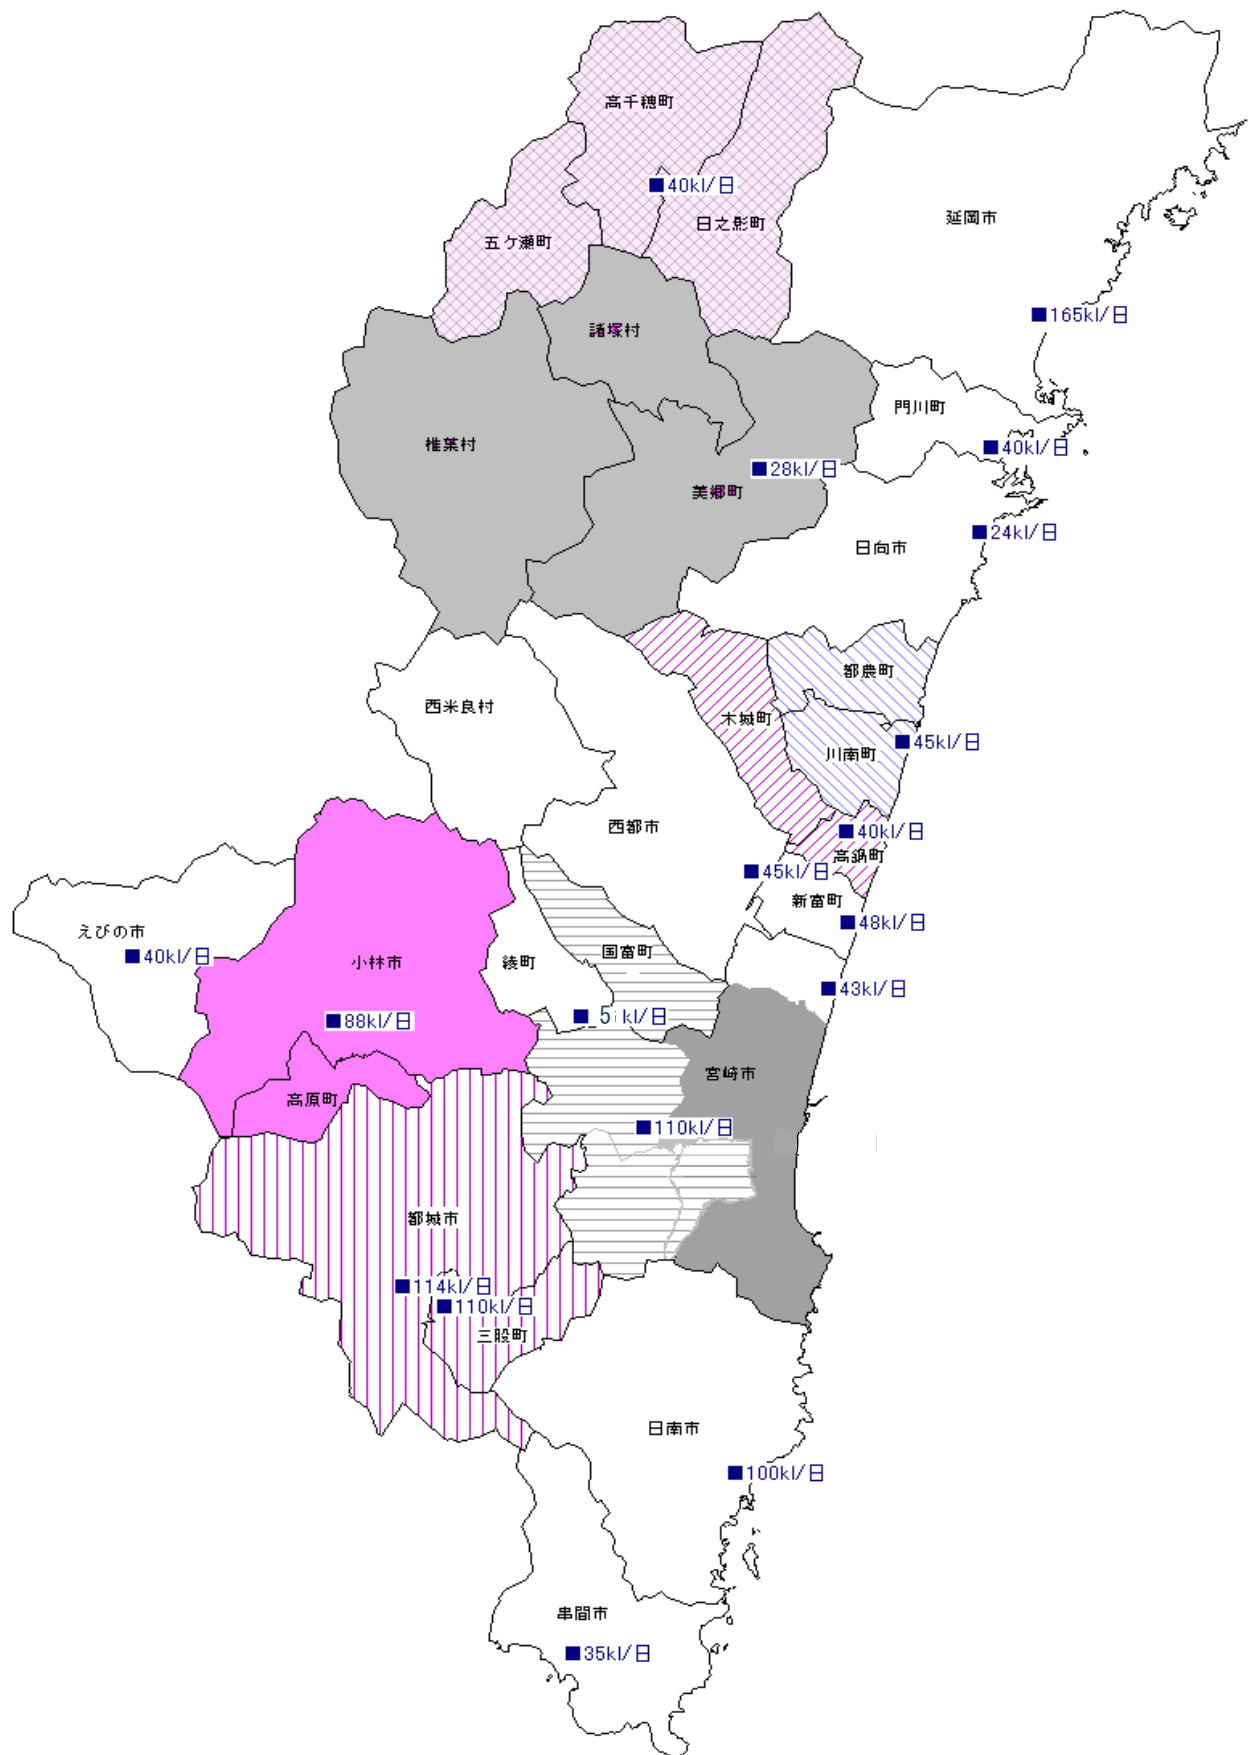 高千穂町
■40kl/日
五ケ瀬町
日之影町
延岡市
■165kl/日
諸塚村
門川町
椎葉村
■40kl/日
■28kl/日
美郷町
■24kl/日
日向市
都農町
西米良村
木城町
■45kl/日
川南町
西都市
■40kl/日
高鍋町
■45kl/日
新富町
■48kl/日
えびの市
■40kl/日
小林市
綾町
国富町
■43kl/日
■88kl/日
■5 kl/日
宮崎市
高原町
■110kl/日
都城市
■114kl/日
■110kl/日
三股町
日南市
■100kl/日
串間市
■35kl/日